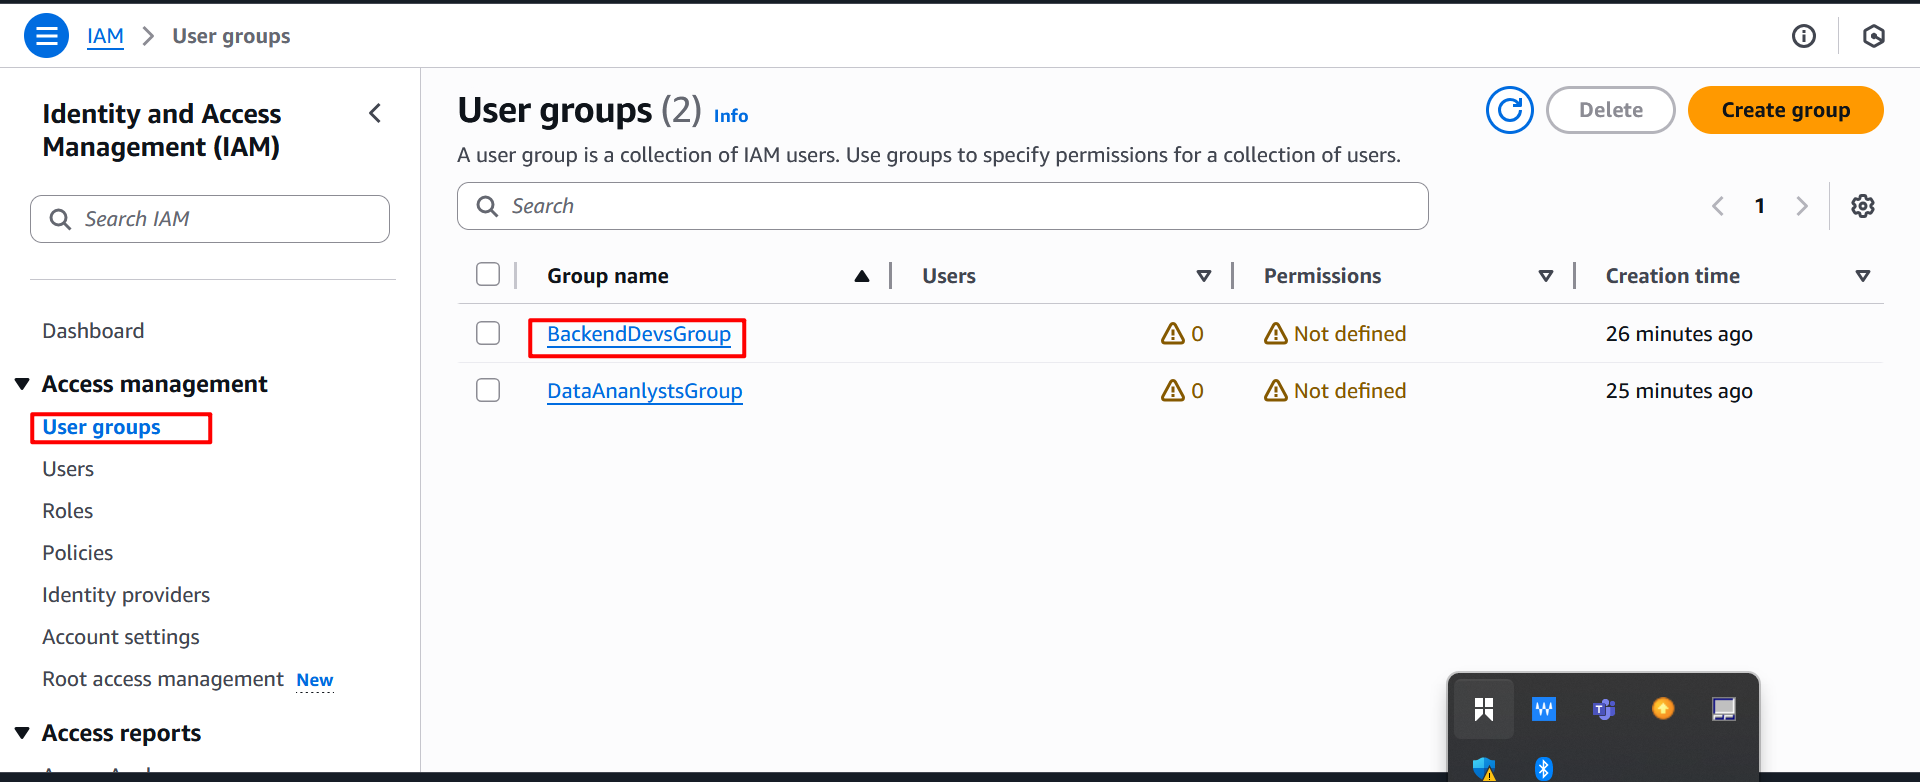 IAM > User groups
Identity and Access
Management (IAM)
Search IAM
Dashboard
Access management
User groups
Users
Roles
Policies
Identity providers
Account settings
Root access management New
Access reports
User groups (2) Info
Delete
Create group
A user group is a collection of IAM users. Use groups to specify permissions for a collection of users.
Search
1
Group name Users Permissions Creation time
BackendDevsGroup 0 Not defined 26 minutes ago
DataAnanlystsGroup 0 Not defined 25 minutes ago